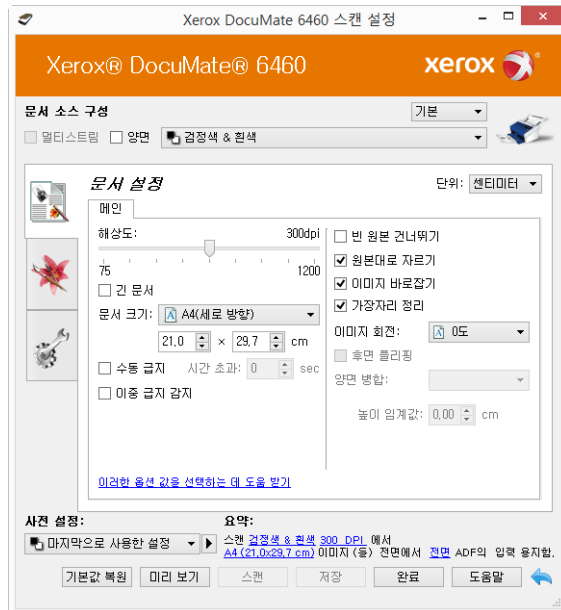 Xerox DocuMate 6460 스캔 설정
Xerox® DocuMate® 6460
xerox
문서 소스 구성
기본
멀티스트림
양면
검정색 & 흰색
문서 설정
단위: 센티미터
메인
해상도: 300dpi
75 1200
긴 문서
문서 크기: A4(세로 방향)
21,0 × 29,7 cm
수동 급지 시간 초과: 0 sec
이중 급지 감지
빈 원본 건너뛰기
원본대로 자르기
이미지 바로잡기
가장자리 정리
이미지 회전: 0도
후면 플리핑
양면 병합:
높이 임계값: 0,00 cm
이러한 옵션 값을 선택하는 데 도움 받기
사전 설정:
마지막으로 사용한 설정
요약:
스캔 검정색 & 흰색 300 DPI 에서
A4 (21,0x29,7 cm) 이미지 (들) 전면에서 전면 ADF의 입력 용지함.
기본값 복원 미리 보기 스캔 저장 완료 도움말